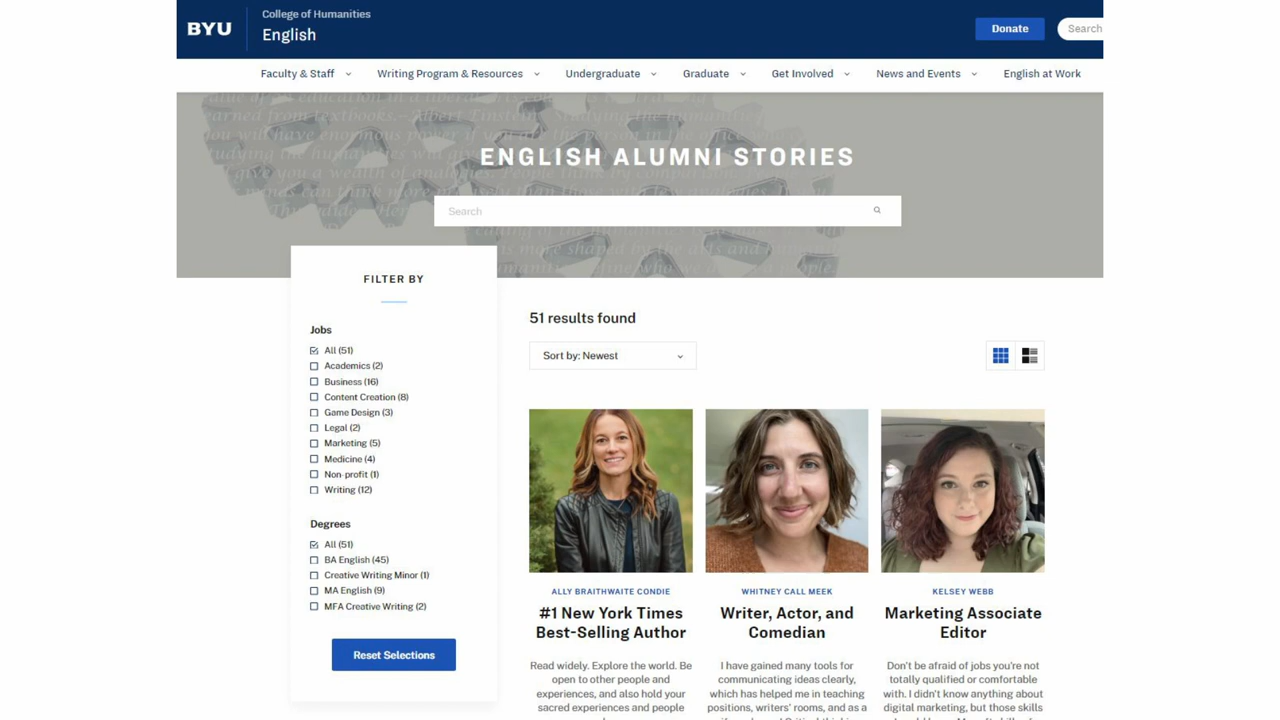 BYU
College of Humanities
English
Donate
Search
Faculty & Staff
Writing Program & Resources
Undergraduate
Graduate
Get Involved
News and Events
English at Work
ENGLISH ALUMNI STORIES
Search
FILTER BY
Jobs
All (51)
Academics (2)
Business (16)
Content Creation (8)
Game Design (3)
Legal (2)
Marketing (5)
Medicine (4)
Non-profit (1)
Writing (12)
Degrees
All (51)
BA English (45)
Creative Writing Minor (1)
MA English (9)
MFA Creative Writing (2)
Reset Selections
51 results found
Sort by: Newest
ALLY BRAITHWAITE CONDIE
#1 New York Times
Best-Selling Author
Read widely. Explore the world. Be
open to other people and
experiences, and also hold your
sacred experiences and people
WHITNEY CALL MEEK
Writer, Actor, and
Comedian
I have gained many tools for
communicating ideas clearly,
which has helped me in teaching
positions, writers' rooms, and as a
KELSEY WEBB
Marketing Associate
Editor
Don't be afraid of jobs you're not
totally qualified or comfortable
with. I didn't know anything about
digital marketing, but those skills